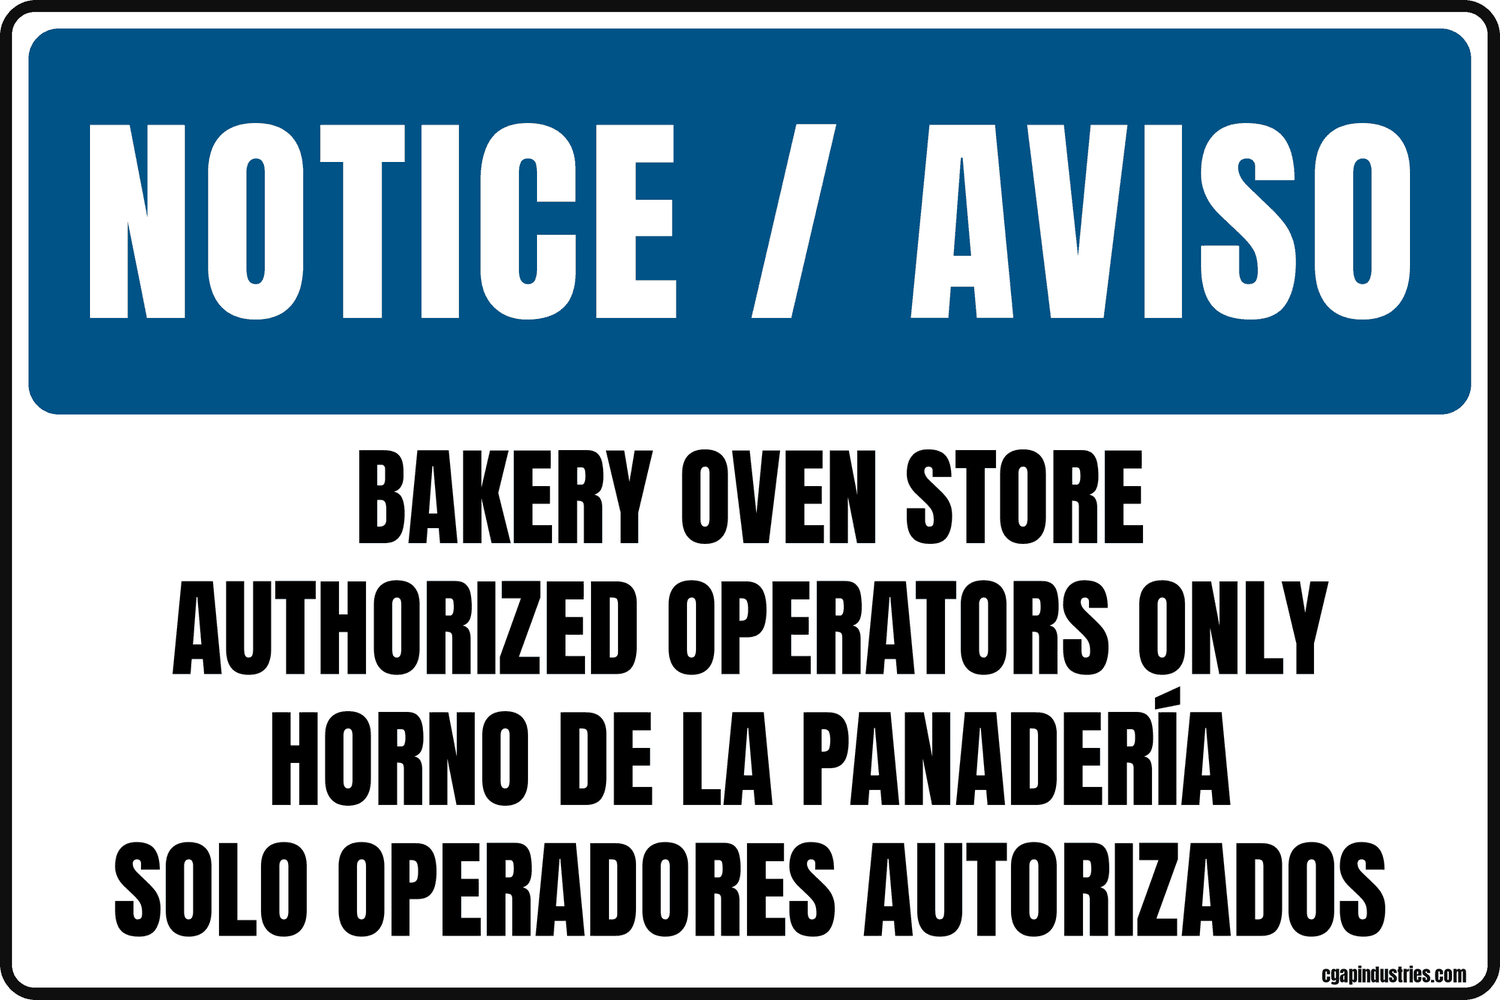 NOTICE / AVISO
BAKERY OVEN STORE
AUTHORIZED OPERATORS ONLY
HORNO DE LA PANADERÍA
SOLO OPERADORES AUTORIZADOS
cgapindustries.com